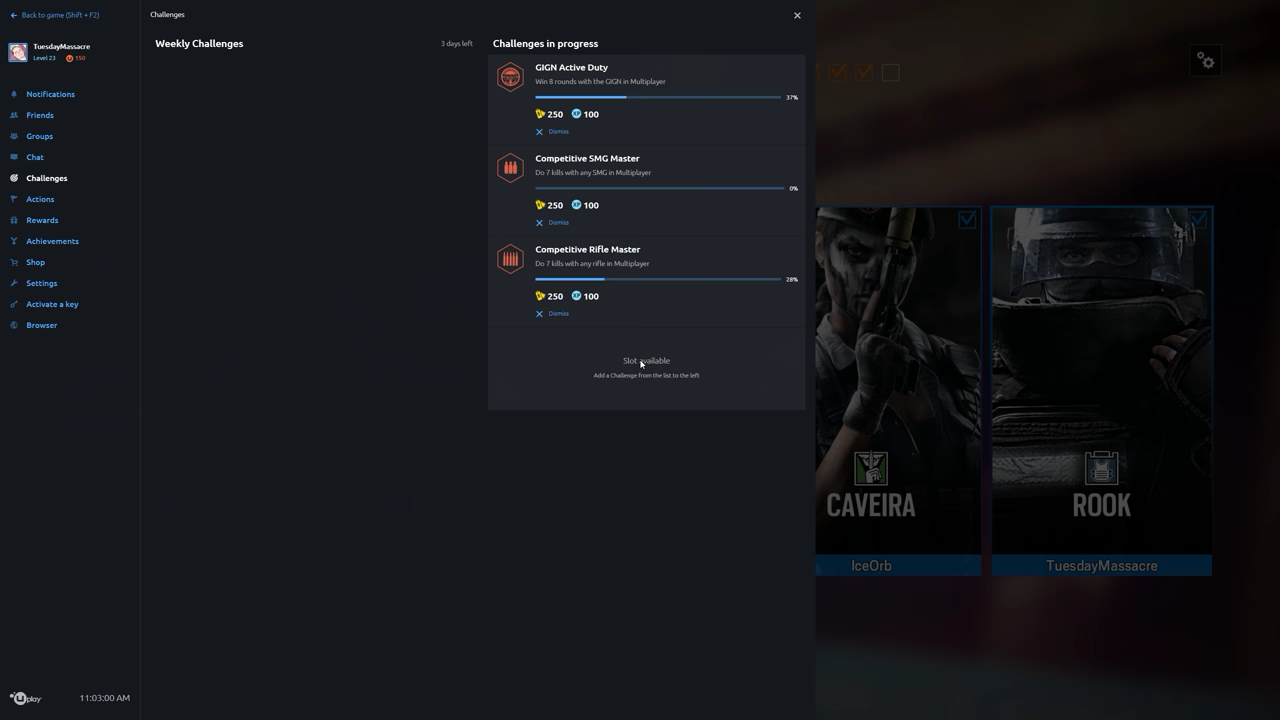 Back to game (Shift + F2)
TuesdayMassacre
Level 23
150
Notifications
Friends
Groups
Chat
Challenges
Actions
Rewards
Achievements
Shop
Settings
Activate a key
Browser
uplay
11:03:00 AM
Challenges
Weekly Challenges
3 days left
Challenges in progress
GIGN Active Duty
Win 8 rounds with the GIGN in Multiplayer
37%
250 XP 100
Dismiss
Competitive SMG Master
Do 7 kills with any SMG in Multiplayer
0%
250 XP 100
Dismiss
Competitive Rifle Master
Do 7 kills with any rifle in Multiplayer
28%
250 XP 100
Dismiss
Slot available
Add a Challenge from the list to the left
CAVEIRA
IceOrb
ROOK
TuesdayMassacre